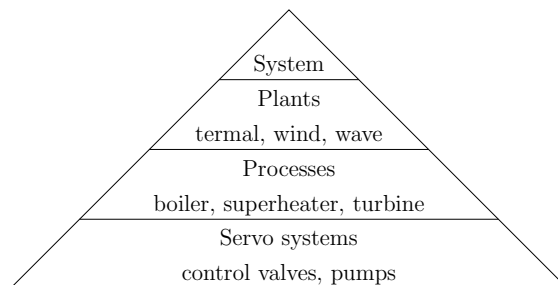 System
Plants
termal, wind, wave
Processes
boiler, superheater, turbine
Servo systems
control valves, pumps